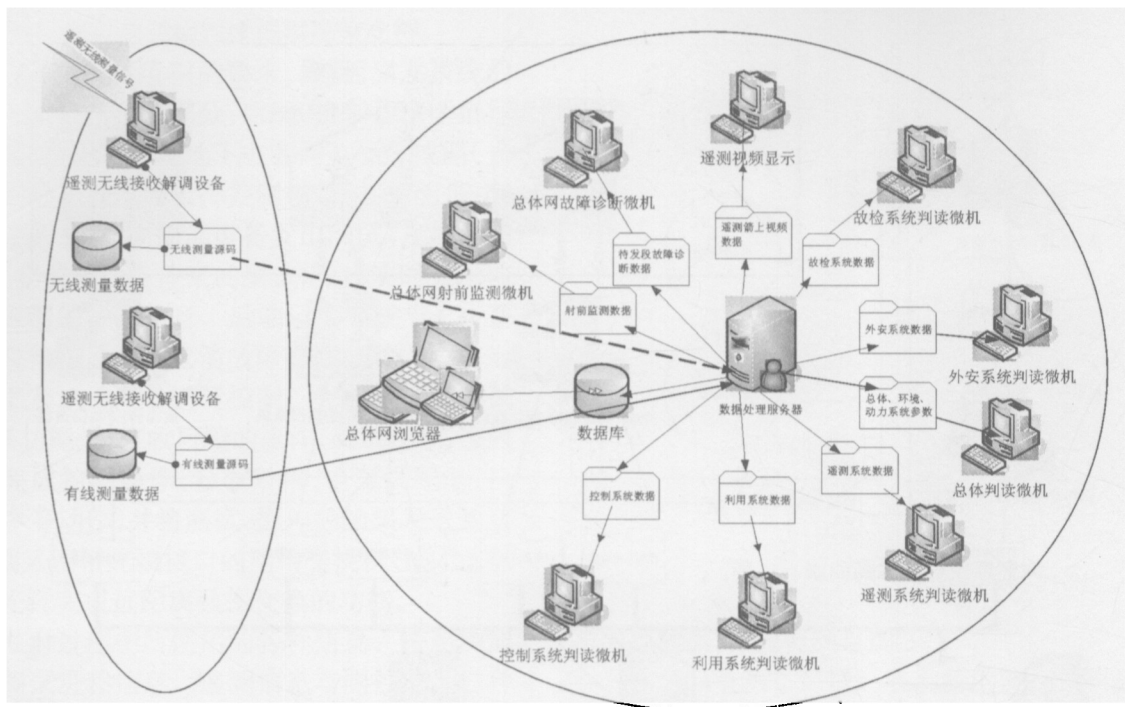 遥测无线测量信号
遥测无线接收解调设备
无线测量源码
无线测量数据
遥测无线接收解调设备
有线测量源码
有线测量数据
遥测视频显示
总体网故障诊断微机
故检系统判读微机
遥测箭上视频
数据
待发段故障诊
断数据
故检系统数据
总体网射前监测微机
射前监测数据
外安系统数据
外安系统判读微机
总体网浏览器
数据库
数据处理服务器
总体、环境、
动力系统参数
总体判读微机
遥测系统数据
控制系统数据
利用系统数据
遥测系统判读微机
控制系统判读微机
利用系统判读微机